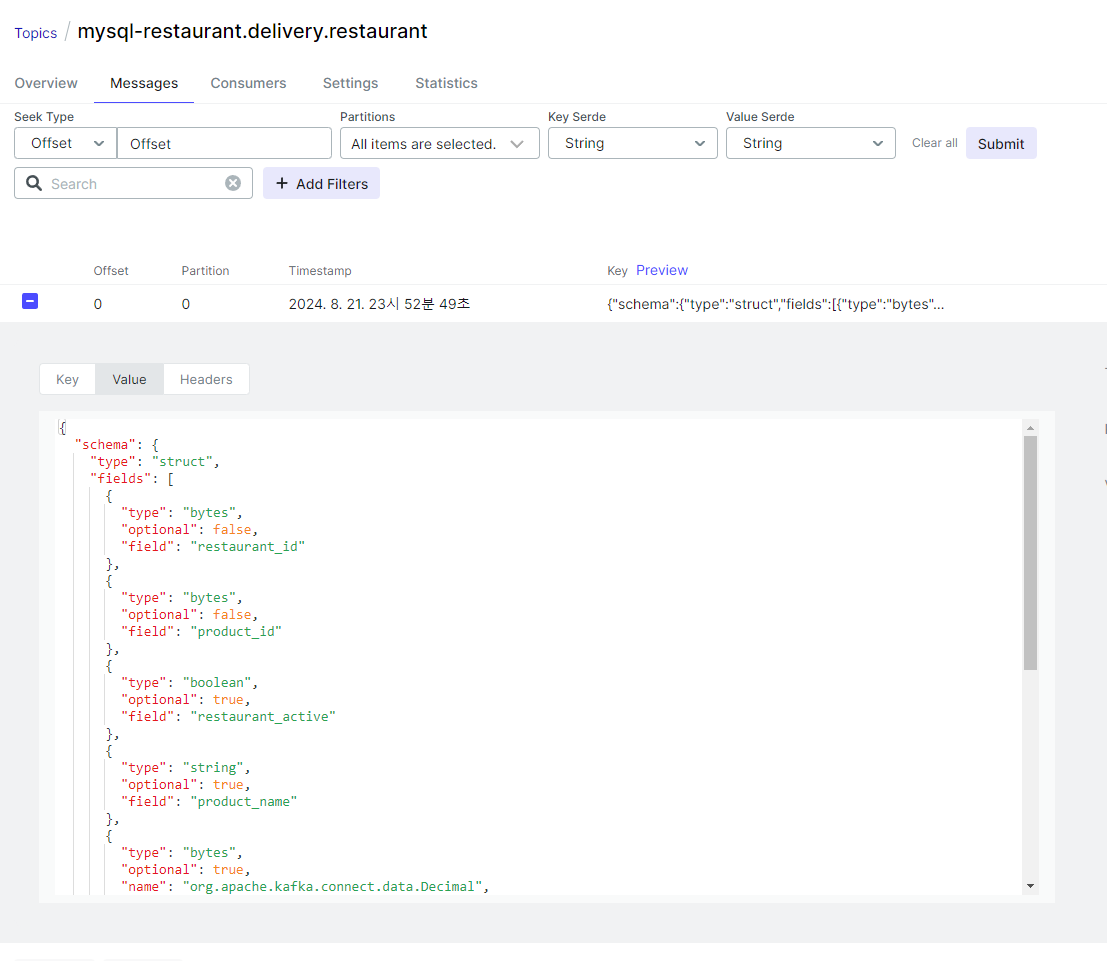 Topics / mysql-restaurant.delivery.restaurant
Overview Messages Consumers Settings Statistics
Seek Type Partitions Key Serde Value Serde
Offset Offset All items are selected. String String Clear all Submit
Search + Add Filters
Offset Partition Timestamp Key Preview
0 0 2024. 8. 21. 23시 52분 49초 {"schema":{"type":"struct","fields":[{"type":"bytes"...
Key Value Headers
{
"schema": {
"type": "struct",
"fields": [
{
"type": "bytes",
"optional": false,
"field": "restaurant_id"
},
{
"type": "bytes",
"optional": false,
"field": "product_id"
},
{
"type": "boolean",
"optional": true,
"field": "restaurant_active"
},
{
"type": "string",
"optional": true,
"field": "product_name"
},
{
"type": "bytes",
"optional": true,
"name": "org.apache.kafka.connect.data.Decimal",